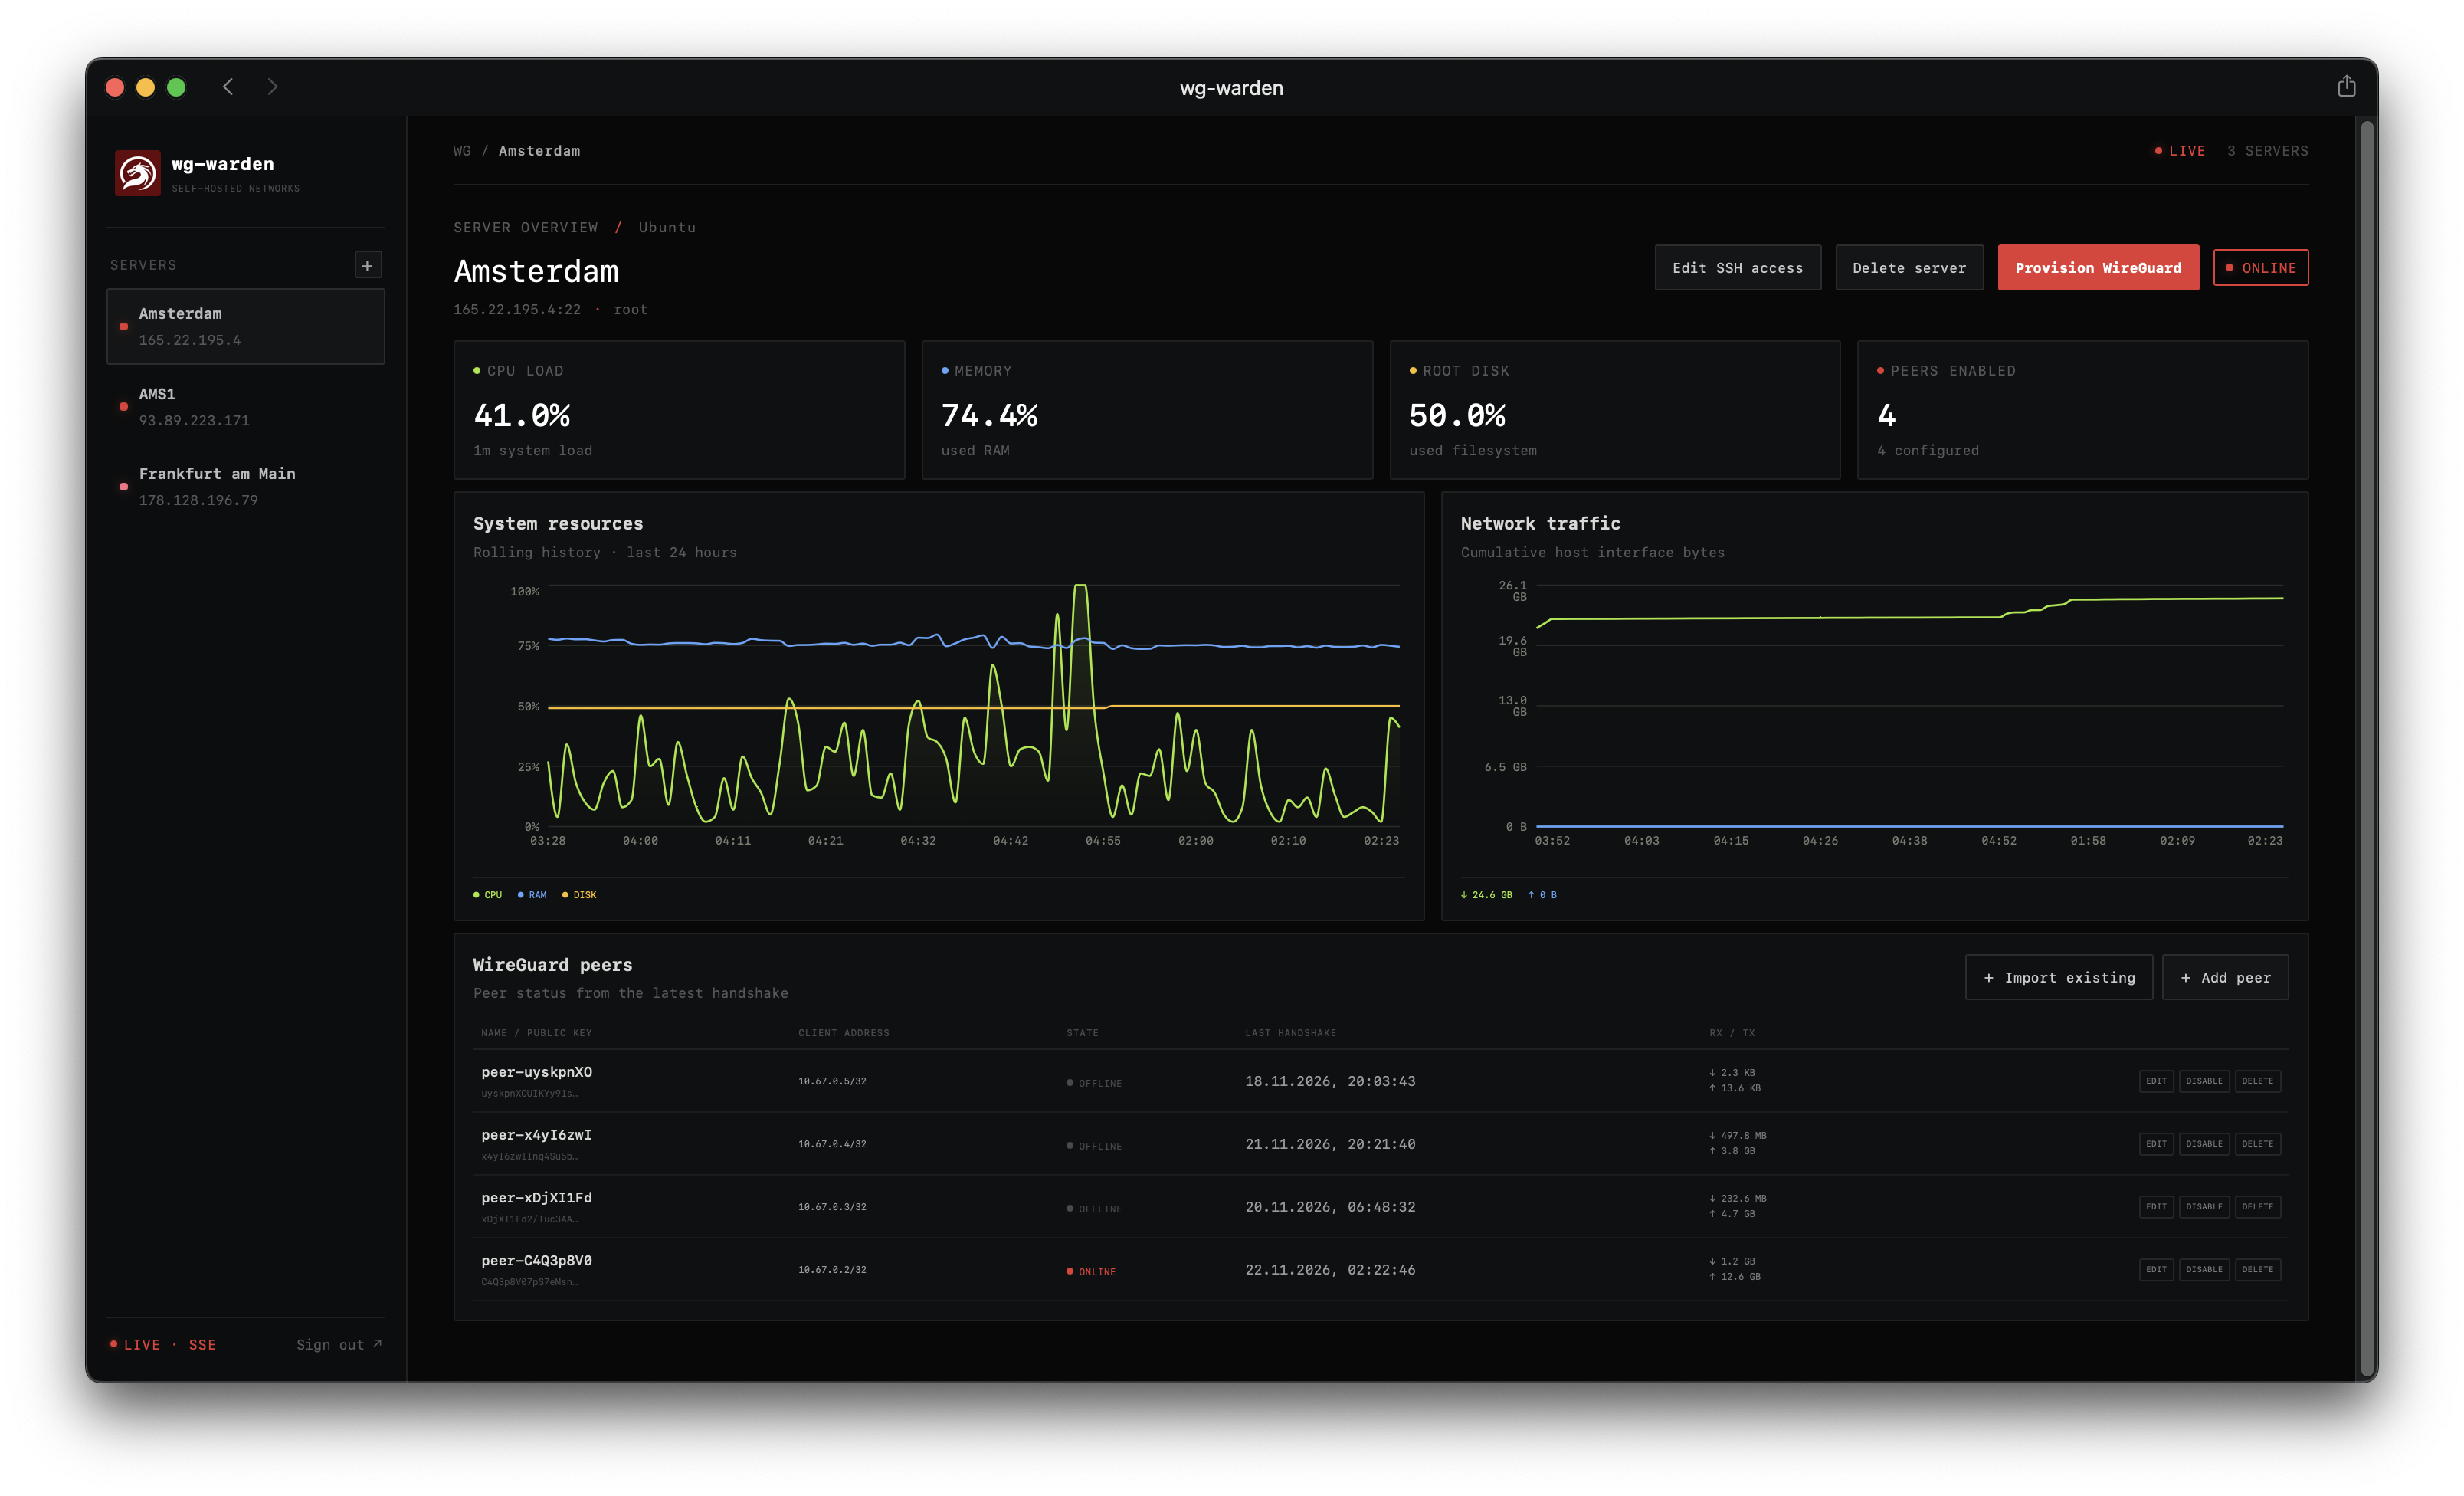 wg-warden
wg-warden
SELF-HOSTED NETWORKS
SERVERS
+
Amsterdam
165.22.195.4
AMS1
93.89.223.171
Frankfurt am Main
178.128.196.79
LIVE · SSE
Sign out ↗
WG / Amsterdam
LIVE 3 SERVERS
SERVER OVERVIEW / Ubuntu
Amsterdam
165.22.195.4:22 · root
Edit SSH access
Delete server
Provision WireGuard
ONLINE
CPU LOAD
41.0%
1m system load
MEMORY
74.4%
used RAM
ROOT DISK
50.0%
used filesystem
PEERS ENABLED
4
4 configured
System resources
Rolling history · last 24 hours
100%
75%
50%
25%
0%
03:28 04:00 04:11 04:21 04:32 04:42 04:55 02:00 02:10 02:23
CPU RAM DISK
Network traffic
Cumulative host interface bytes
26.1
GB
19.6
GB
13.0
GB
6.5 GB
0 B
03:52 04:03 04:15 04:26 04:38 04:52 01:58 02:09 02:23
↓ 24.6 GB ↑ 0 B
WireGuard peers
Peer status from the latest handshake
+ Import existing
+ Add peer
NAME / PUBLIC KEY CLIENT ADDRESS STATE LAST HANDSHAKE RX / TX
peer-uyskpnXO
uyskpnXOUIKYy91s…
10.67.0.5/32
OFFLINE
18.11.2026, 20:03:43
↓ 2.3 KB
↑ 13.6 KB
EDIT DISABLE DELETE
peer-x4yI6zwI
x4yI6zwIInq4Su5b…
10.67.0.4/32
OFFLINE
21.11.2026, 20:21:40
↓ 497.8 MB
↑ 3.8 GB
EDIT DISABLE DELETE
peer-xDjXI1Fd
xDjXI1Fd2/Tuc3AA…
10.67.0.3/32
OFFLINE
20.11.2026, 06:48:32
↓ 232.6 MB
↑ 4.7 GB
EDIT DISABLE DELETE
peer-C4Q3p8V0
C4Q3p8V07pS7eMsn…
10.67.0.2/32
ONLINE
22.11.2026, 02:22:46
↓ 1.2 GB
↑ 12.6 GB
EDIT DISABLE DELETE